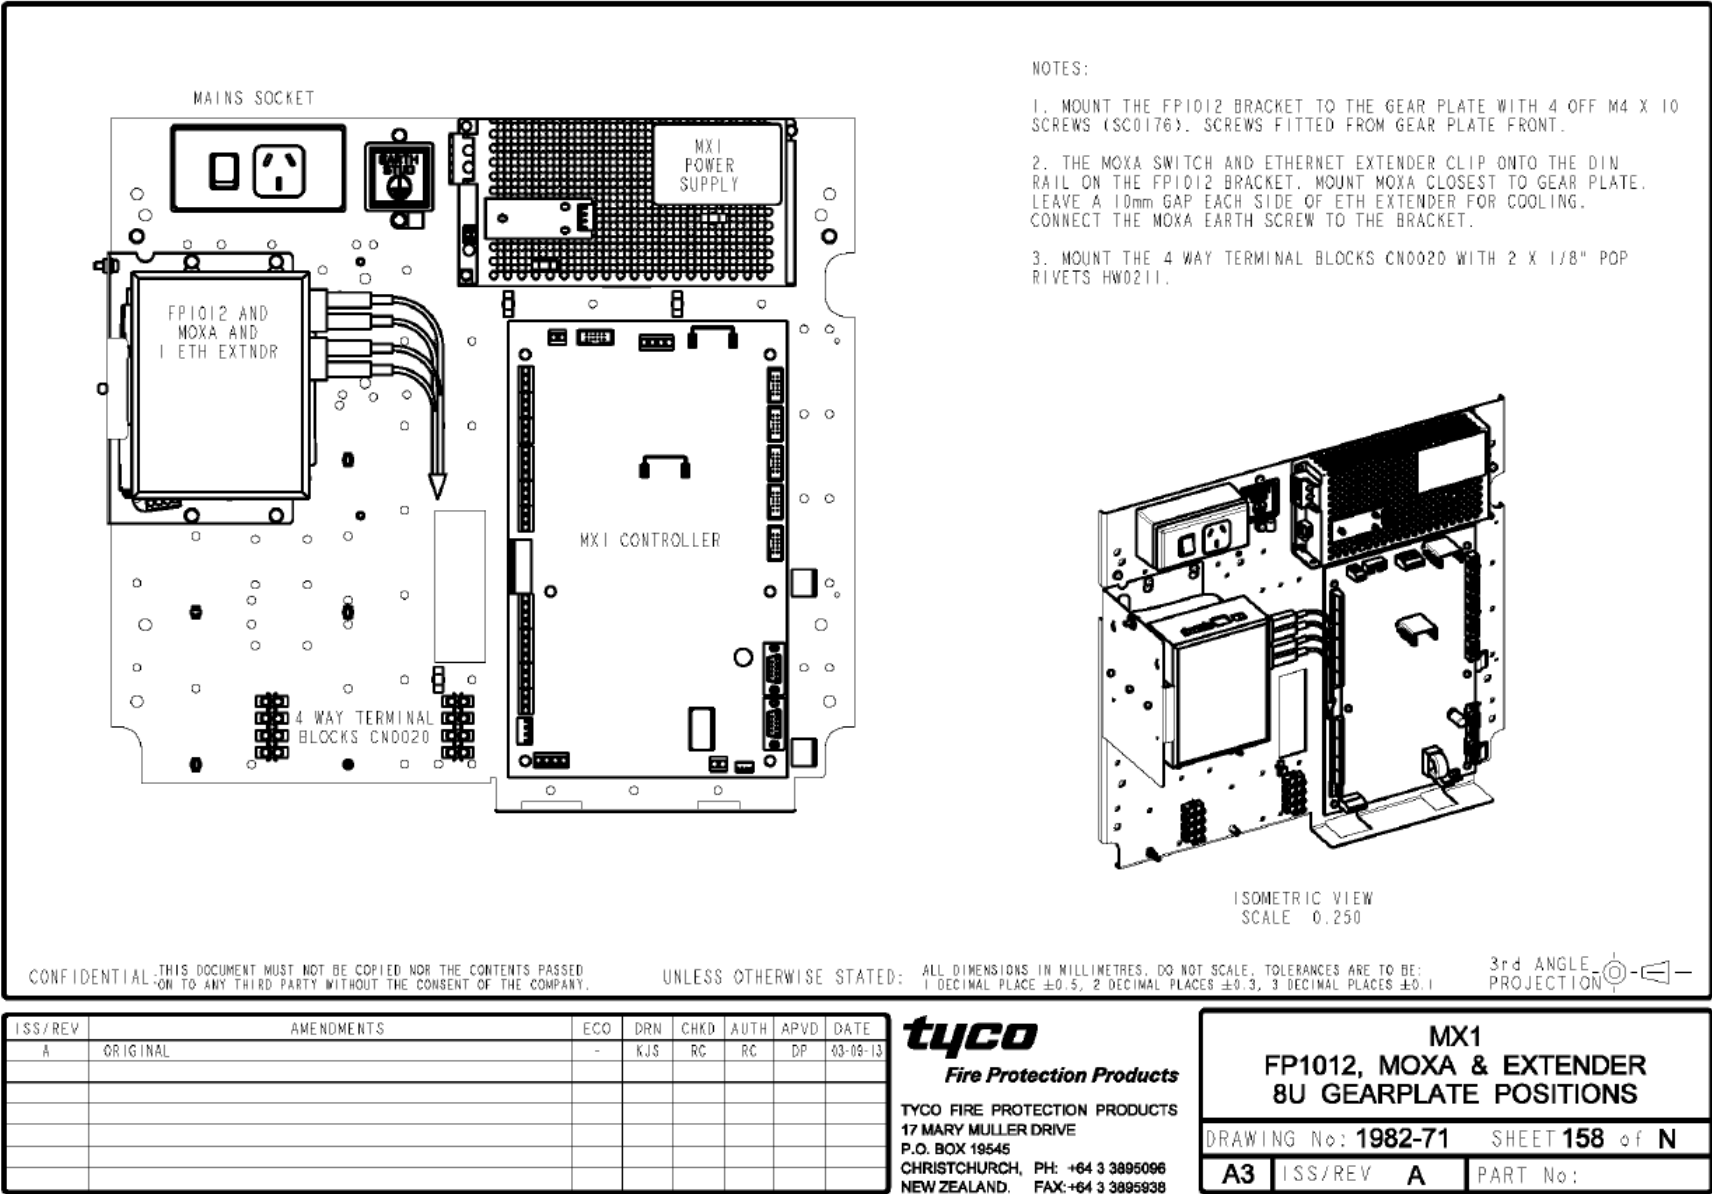 MAINS SOCKET
EARTH
STUD
MX1
POWER
SUPPLY
FP1012 AND
MOXA AND
1 ETH EXTNDR
MX1 CONTROLLER
4 WAY TERMINAL
BLOCKS CN0020
NOTES:
1. MOUNT THE FP1012 BRACKET TO THE GEAR PLATE WITH 4 OFF M4 X 10
SCREWS (SC0176). SCREWS FITTED FROM GEAR PLATE FRONT.
2. THE MOXA SWITCH AND ETHERNET EXTENDER CLIP ONTO THE DIN
RAIL ON THE FP1012 BRACKET. MOUNT MOXA CLOSEST TO GEAR PLATE.
LEAVE A 10mm GAP EACH SIDE OF ETH EXTENDER FOR COOLING.
CONNECT THE MOXA EARTH SCREW TO THE BRACKET.
3. MOUNT THE 4 WAY TERMINAL BLOCKS CN0020 WITH 2 X 1/8" POP
RIVETS HW0211.
ISOMETRIC VIEW
SCALE 0.250
CONFIDENTIAL: THIS DOCUMENT MUST NOT BE COPIED NOR THE CONTENTS PASSED
ON TO ANY THIRD PARTY WITHOUT THE CONSENT OF THE COMPANY.
UNLESS OTHERWISE STATED: ALL DIMENSIONS IN MILLIMETRES. DO NOT SCALE. TOLERANCES ARE TO BE:
1 DECIMAL PLACE ±0.5, 2 DECIMAL PLACES ±0.3, 3 DECIMAL PLACES ±0.1
3rd ANGLE
PROJECTION
ISS/REV AMENDMENTS ECO DRN CHKD AUTH APVD DATE
A ORIGINAL - KJS RC RC DP 03-09-13
tyco
Fire Protection Products
TYCO FIRE PROTECTION PRODUCTS
17 MARY MULLER DRIVE
P.O. BOX 19545
CHRISTCHURCH, PH: +64 3 3895096
NEW ZEALAND. FAX:+64 3 3895938
MX1
FP1012, MOXA & EXTENDER
8U GEARPLATE POSITIONS
DRAWING No: 1982-71 SHEET 158 of N
A3 ISS/REV A PART No: